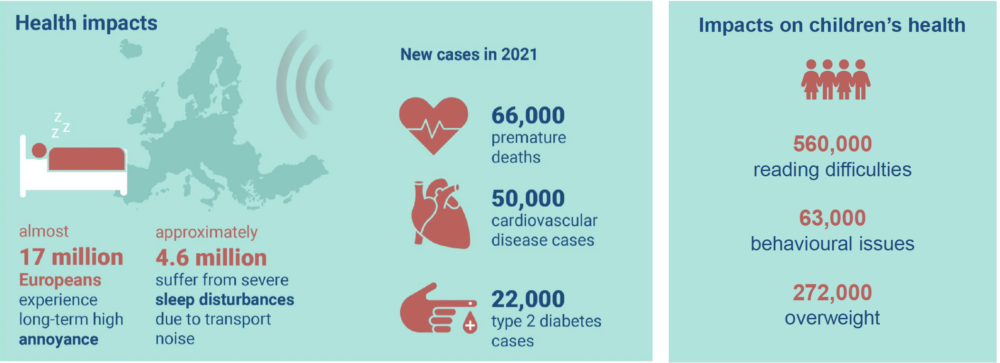 Health impacts
Z
Z
Z
almost
17 million
Europeans
experience
long-term high
annoyance
approximately
4.6 million
suffer from severe
sleep disturbances
due to transport
noise
New cases in 2021
66,000
premature
deaths
50,000
cardiovascular
disease cases
22,000
type 2 diabetes
cases
Impacts on children’s health
560,000
reading difficulties
63,000
behavioural issues
272,000
overweight